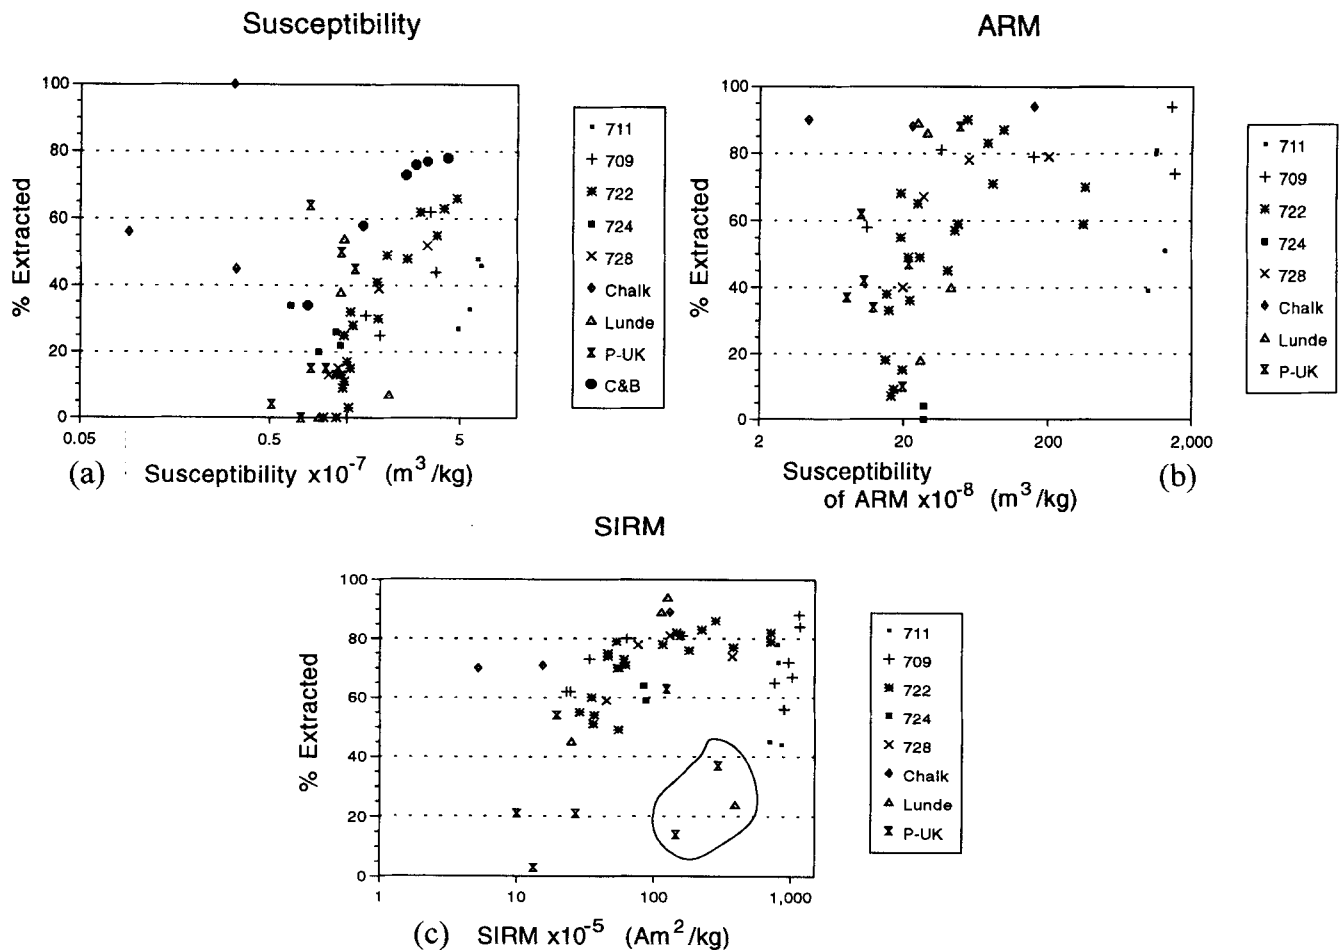 Susceptibility
% Extracted
100
80
60
40
20
0
0.05
0.5
5
(a)
Susceptibility x10-7 (m3/kg)
711
709
722
724
728
Chalk
Lunde
P-UK
C&B
ARM
% Extracted
100
80
60
40
20
0
2
20
200
2,000
Susceptibility
of ARM x10-8 (m3/kg)
(b)
711
709
722
724
728
Chalk
Lunde
P-UK
SIRM
% Extracted
100
80
60
40
20
0
1
10
100
1,000
(c)
SIRM x10-5 (Am2/kg)
711
709
722
724
728
Chalk
Lunde
P-UK